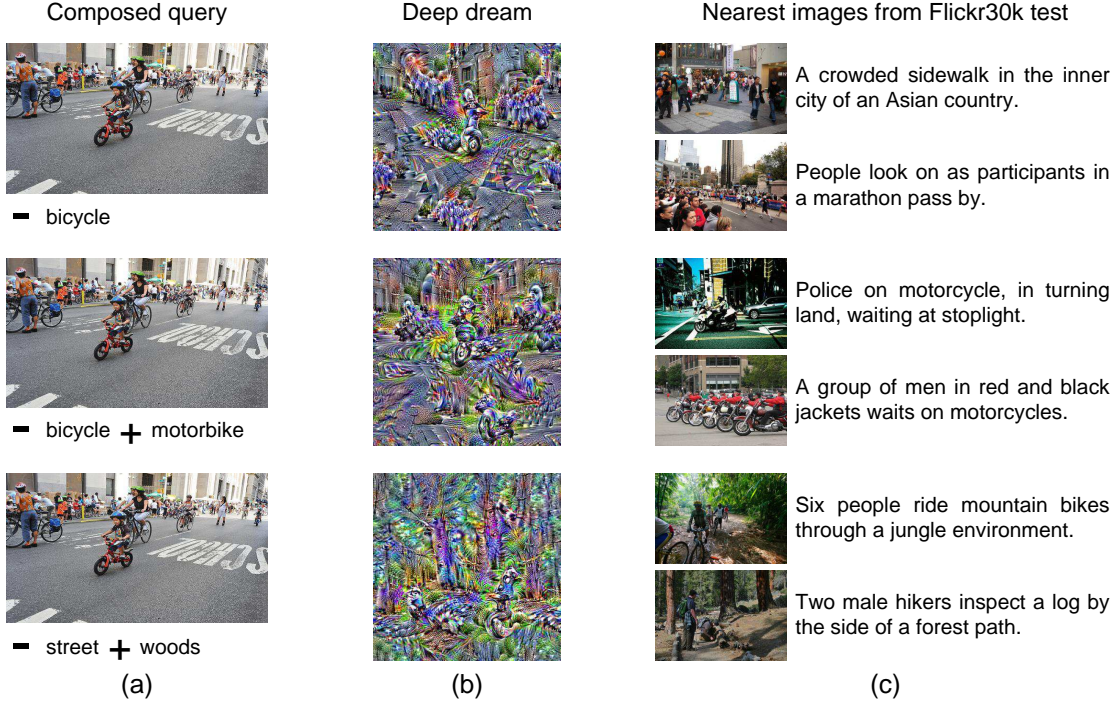 Composed query
Deep dream
Nearest images from Flickr30k test
SCHOOL
- bicycle
A crowded sidewalk in the inner
city of an Asian country.
People look on as participants in
a marathon pass by.
SCHOOL
- bicycle + motorbike
Police on motorcycle, in turning
land, waiting at stoplight.
A group of men in red and black
jackets waits on motorcycles.
SCHOOL
- street + woods
Six people ride mountain bikes
through a jungle environment.
Two male hikers inspect a log by
the side of a forest path.
(a)
(b)
(c)